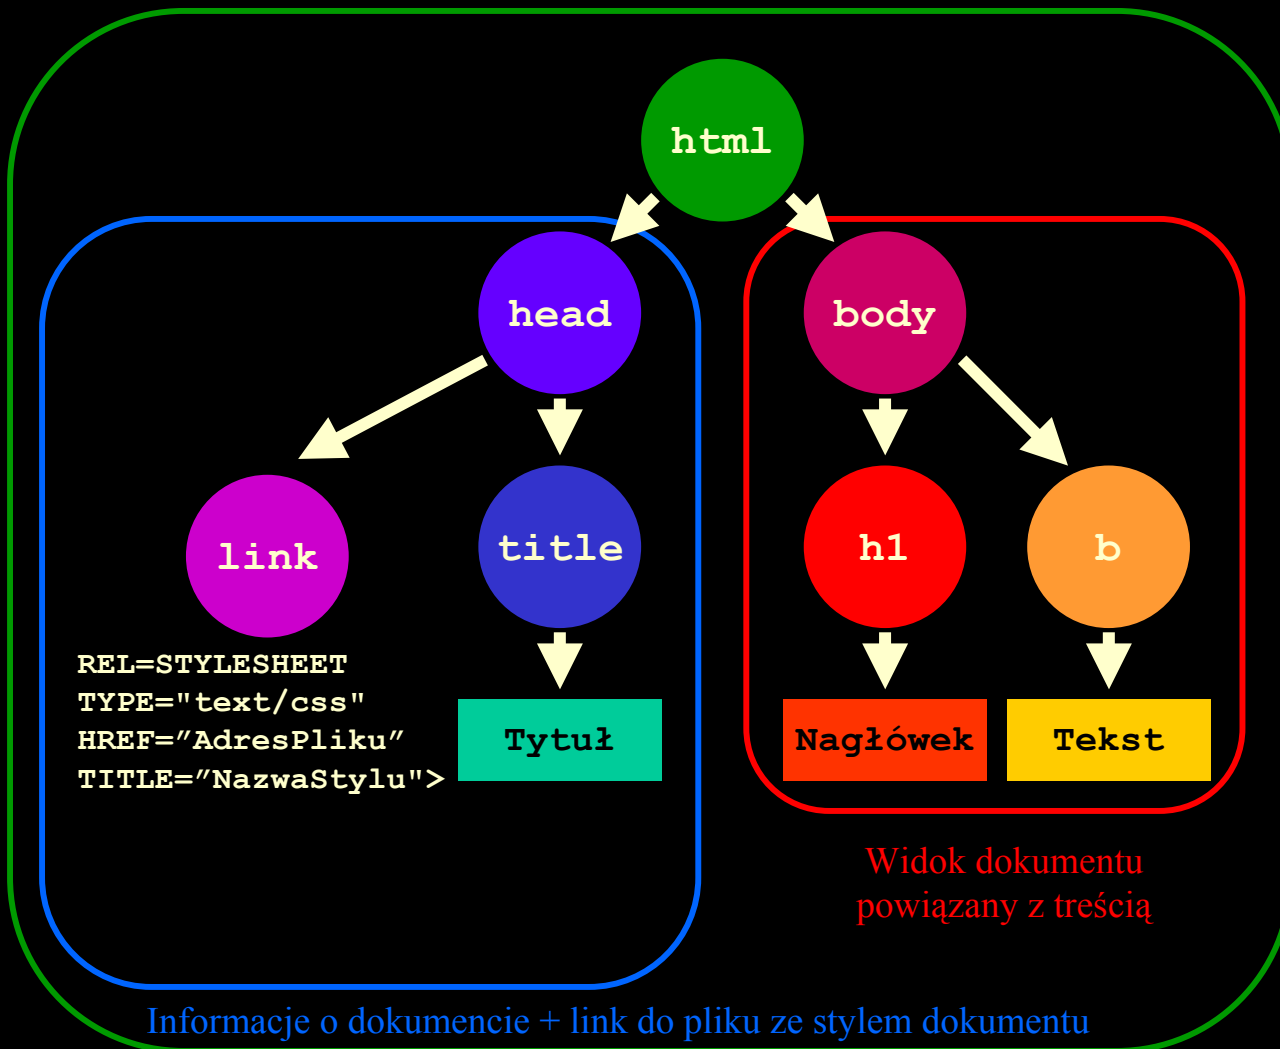 html
head
body
link
title
h1
b
REL=STYLESHEET
TYPE="text/css"
HREF=”AdresPliku”
TITLE=”NazwaStylu">
Tytuł
Nagłówek
Tekst
Widok dokumentu
powiązany z treścią
Informacje o dokumencie + link do pliku ze stylem dokumentu